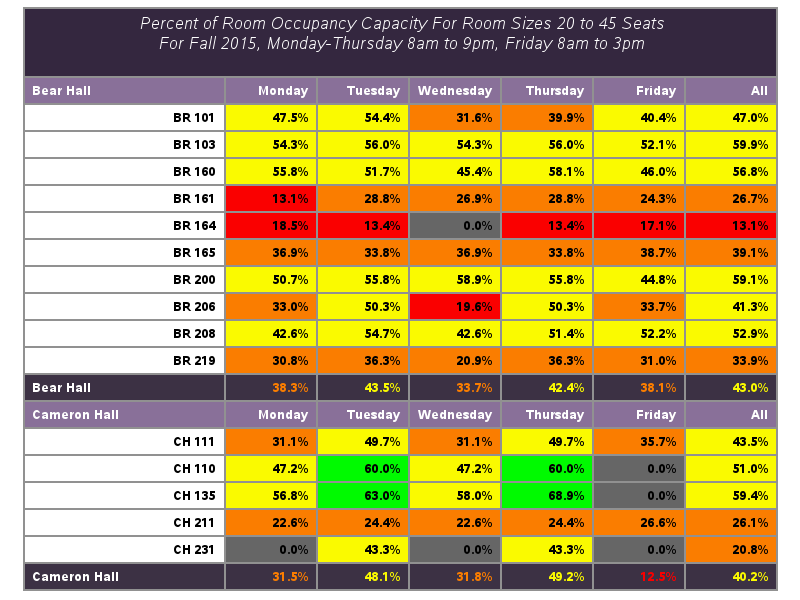 Percent of Room Occupancy Capacity For Room Sizes 20 to 45 Seats
For Fall 2015, Monday-Thursday 8am to 9pm, Friday 8am to 3pm
Bear Hall Monday Tuesday Wednesday Thursday Friday All
BR 101 47.5% 54.4% 31.6% 39.9% 40.4% 47.0%
BR 103 54.3% 56.0% 54.3% 56.0% 52.1% 59.9%
BR 160 55.8% 51.7% 45.4% 58.1% 46.0% 56.8%
BR 161 13.1% 28.8% 26.9% 28.8% 24.3% 26.7%
BR 164 18.5% 13.4% 0.0% 13.4% 17.1% 13.1%
BR 165 36.9% 33.8% 36.9% 33.8% 38.7% 39.1%
BR 200 50.7% 55.8% 58.9% 55.8% 44.8% 59.1%
BR 206 33.0% 50.3% 19.6% 50.3% 33.7% 41.3%
BR 208 42.6% 54.7% 42.6% 51.4% 52.2% 52.9%
BR 219 30.8% 36.3% 20.9% 36.3% 31.0% 33.9%
Bear Hall 38.3% 43.5% 33.7% 42.4% 38.1% 43.0%
Cameron Hall Monday Tuesday Wednesday Thursday Friday All
CH 111 31.1% 49.7% 31.1% 49.7% 35.7% 43.5%
CH 110 47.2% 60.0% 47.2% 60.0% 0.0% 51.0%
CH 135 56.8% 63.0% 58.0% 68.9% 0.0% 59.4%
CH 211 22.6% 24.4% 22.6% 24.4% 26.6% 26.1%
CH 231 0.0% 43.3% 0.0% 43.3% 0.0% 20.8%
Cameron Hall 31.5% 48.1% 31.8% 49.2% 12.5% 40.2%